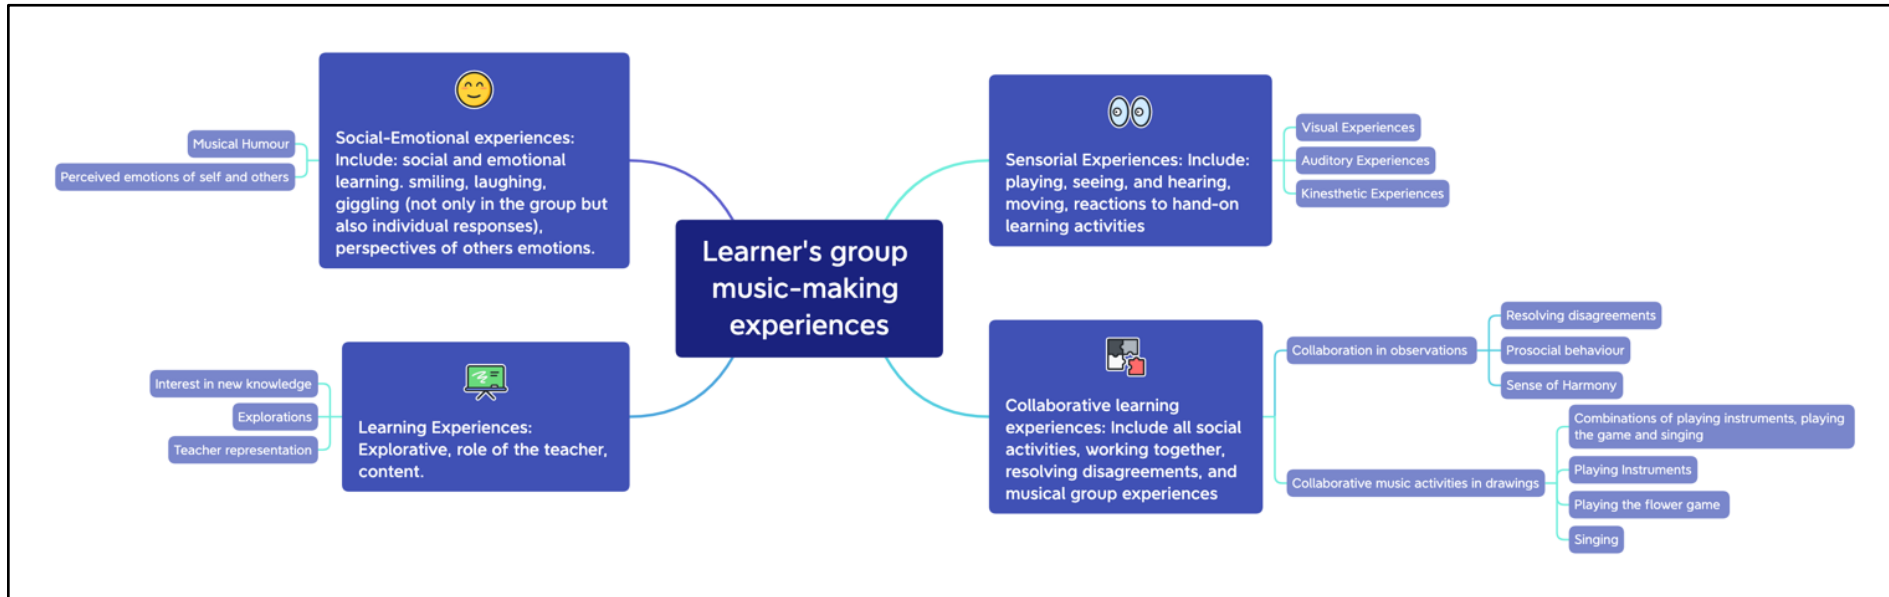 Social-Emotional experiences:
Include: social and emotional
learning. smiling, laughing,
giggling (not only in the group but
also individual responses),
perspectives of others emotions.
Musical Humour
Perceived emotions of self and others
Learning Experiences:
Explorative, role of the teacher,
content.
Interest in new knowledge
Explorations
Teacher representation
Learner's group
music-making
experiences
Sensorial Experiences: Include:
playing, seeing, and hearing,
moving, reactions to hand-on
learning activities
Visual Experiences
Auditory Experiences
Kinesthetic Experiences
Collaborative learning
experiences: Include all social
activities, working together,
resolving disagreements, and
musical group experiences
Collaboration in observations
Resolving disagreements
Prosocial behaviour
Sense of Harmony
Collaborative music activities in drawings
Combinations of playing instruments, playing
the game and singing
Playing Instruments
Playing the flower game
Singing